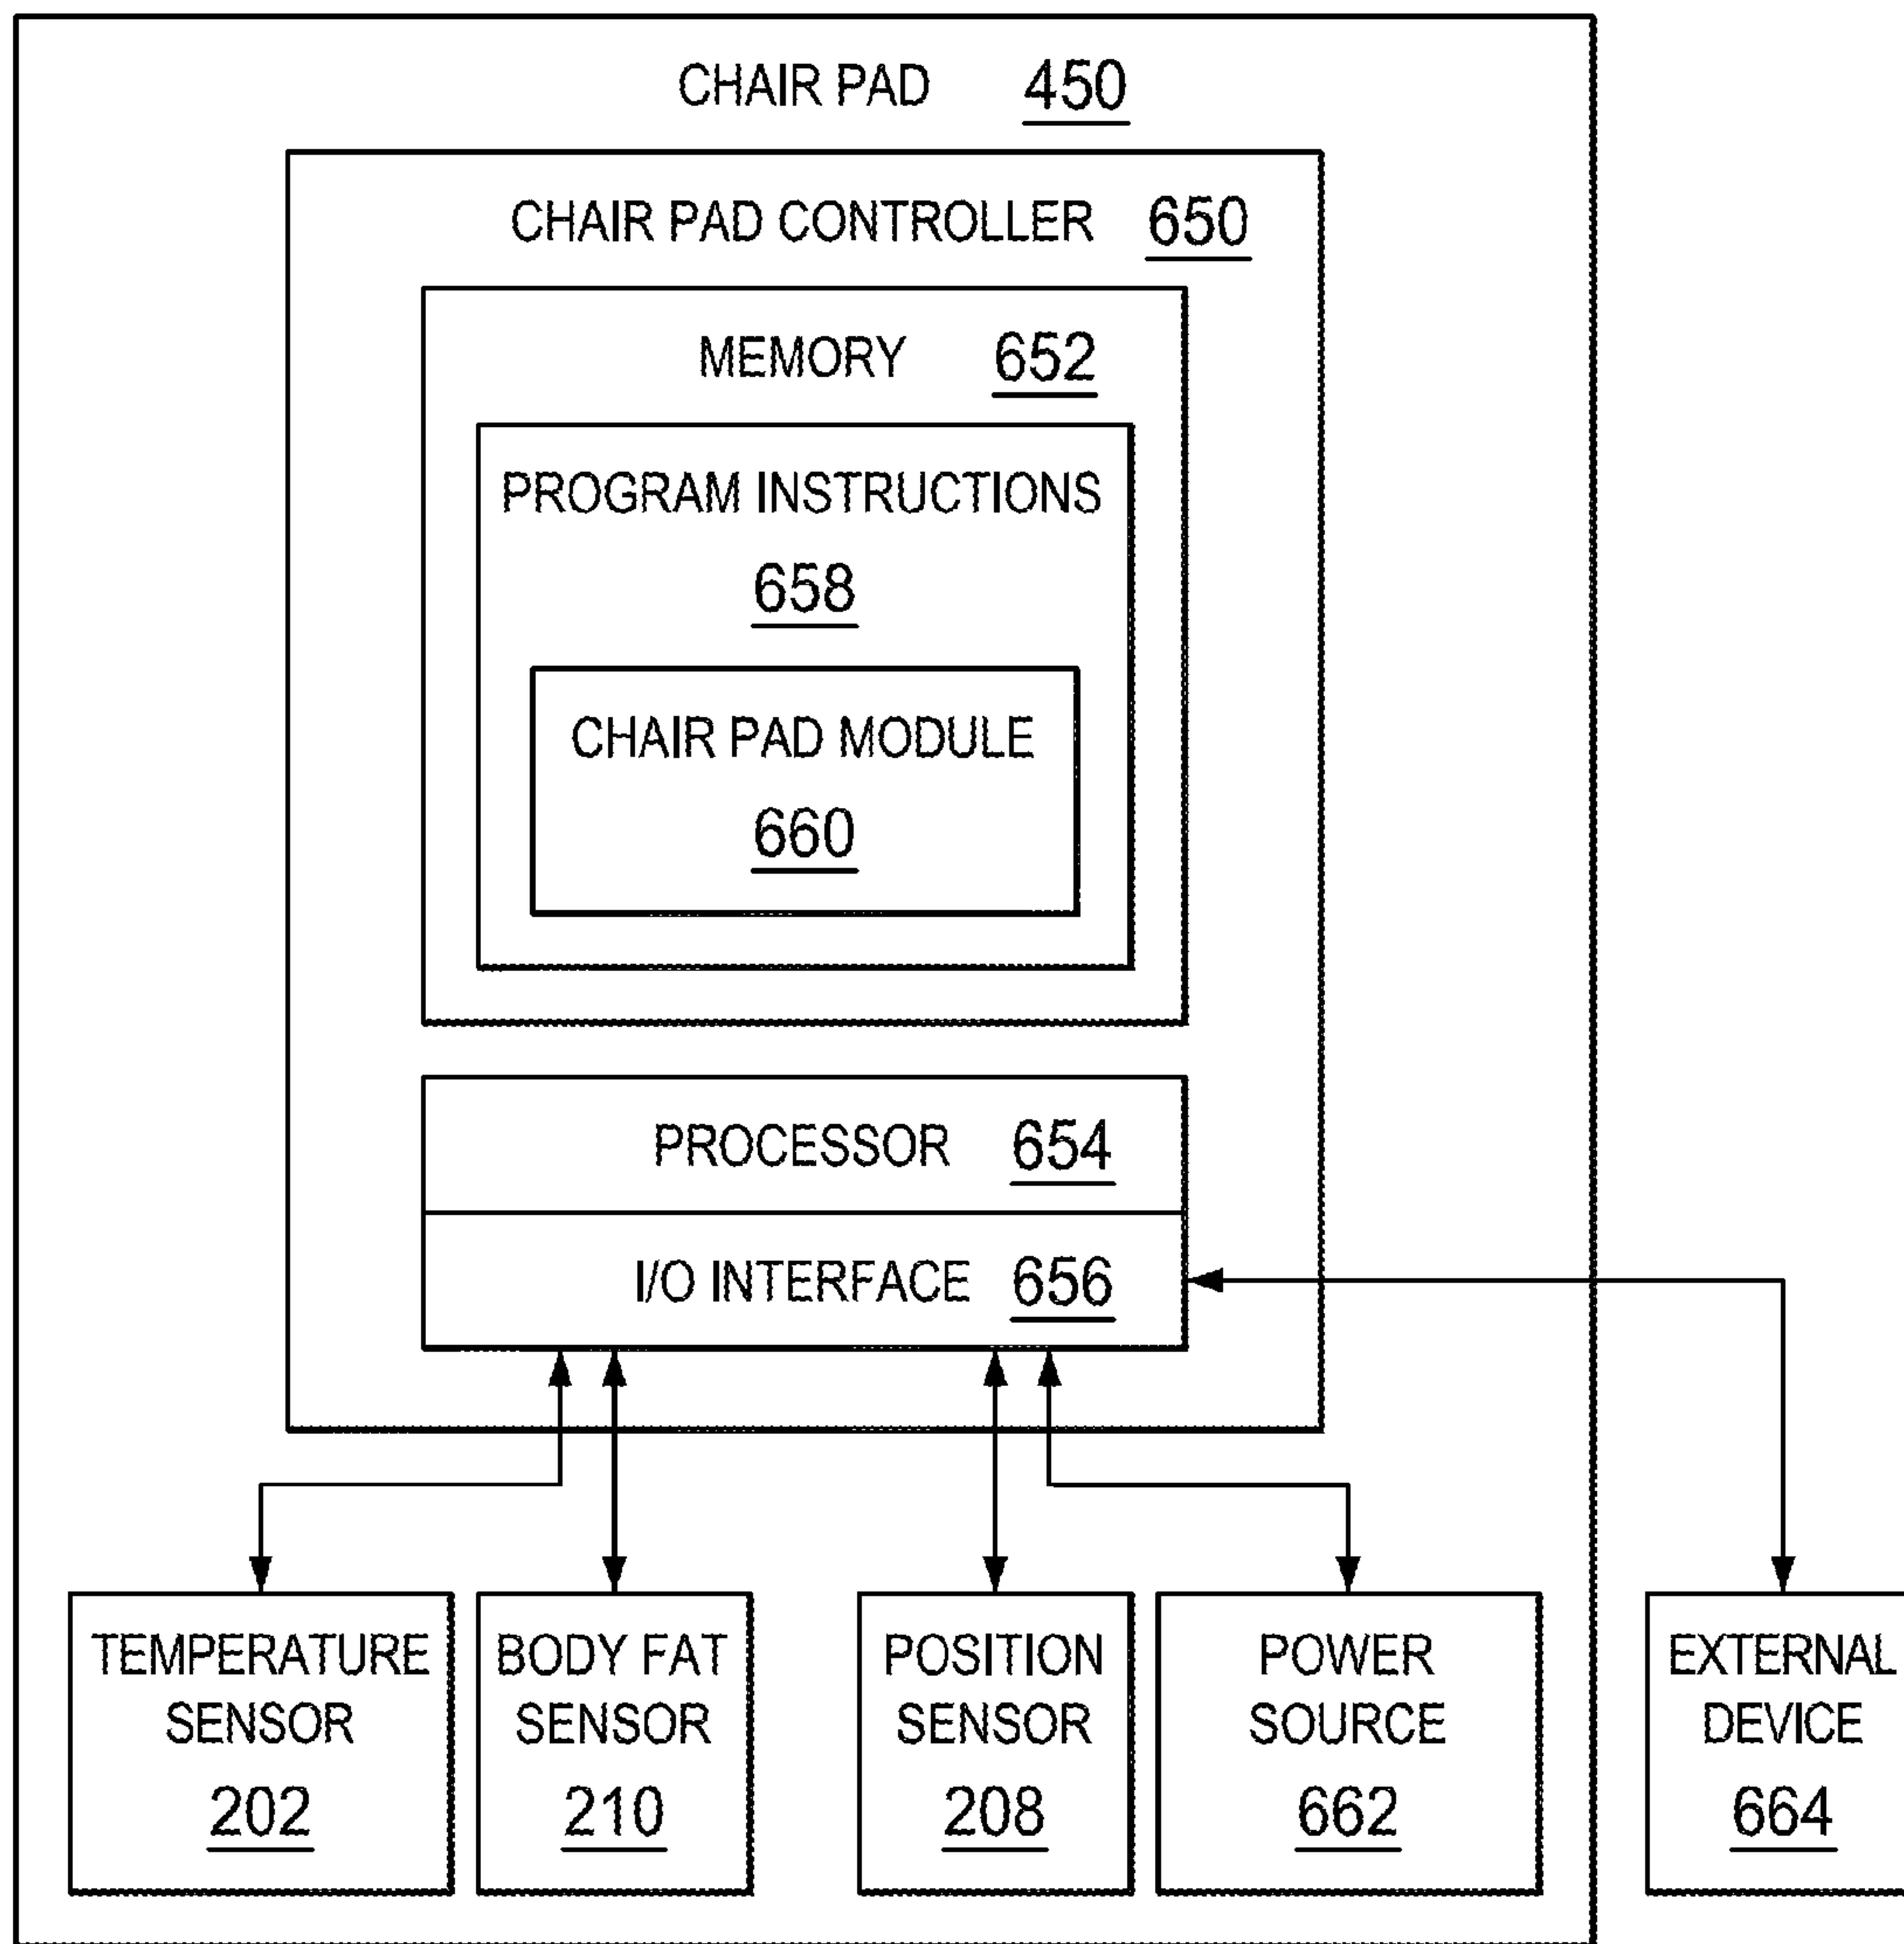 CHAIR PAD 450
CHAIR PAD CONTROLLER 650
MEMORY 652
PROGRAM INSTRUCTIONS
658
CHAIR PAD MODULE
660
PROCESSOR 654
I/O INTERFACE 656
TEMPERATURE
SENSOR
202
BODY FAT
SENSOR
210
POSITION
SENSOR
208
POWER
SOURCE
662
EXTERNAL
DEVICE
664